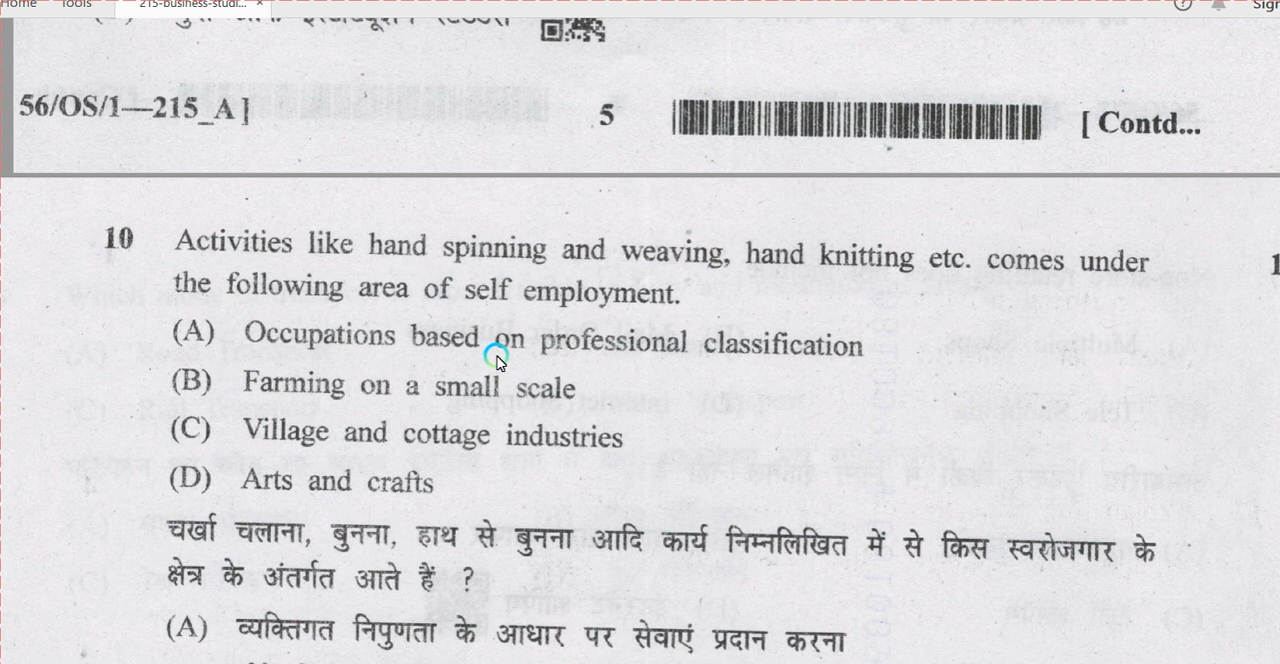 Home Tools 215-business-studi... ×
56/OS/1—215_A ] 5 [ Contd...
10 Activities like hand spinning and weaving, hand knitting etc. comes under
the following area of self employment.
(A) Occupations based on professional classification
(B) Farming on a small scale
(C) Village and cottage industries
(D) Arts and crafts
चर्खा चलाना, बुनना, हाथ से बुनना आदि कार्य निम्नलिखित में से किस स्वरोजगार के
क्षेत्र के अंतर्गत आते हैं ?
(A) व्यक्तिगत निपुणता के आधार पर सेवाएं प्रदान करना